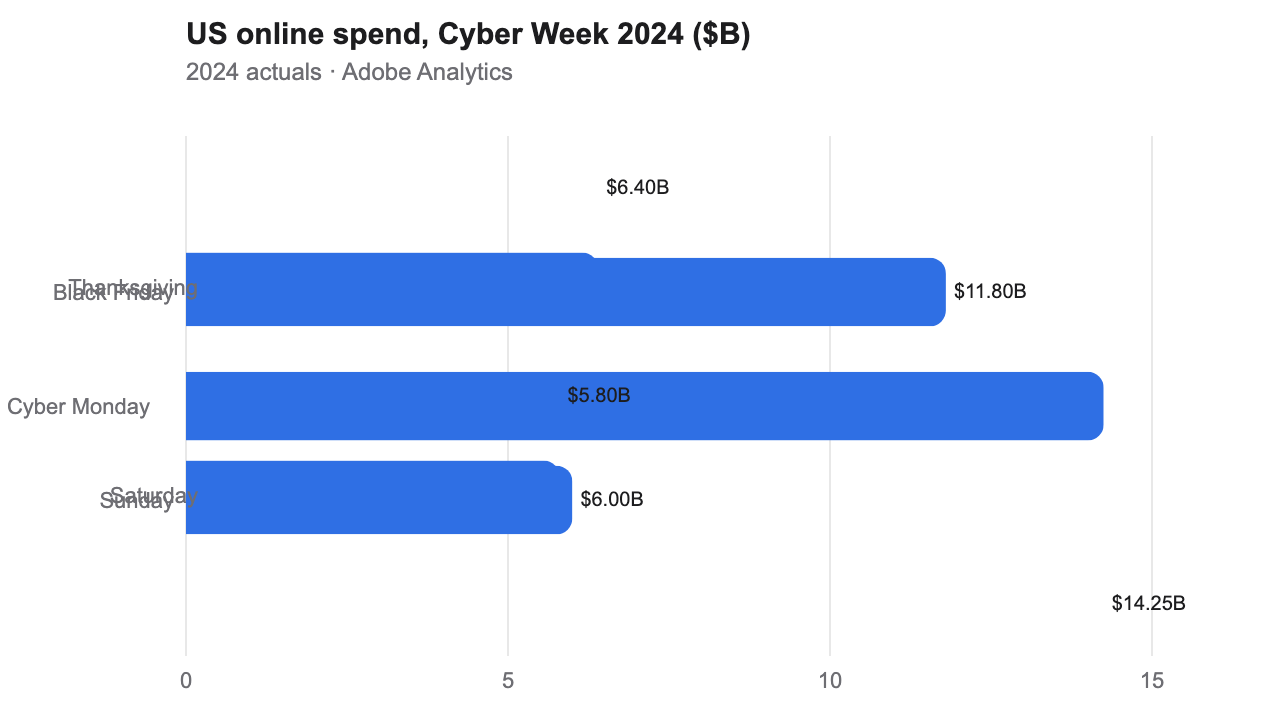 US online spend, Cyber Week 2024 ($B)
2024 actuals · Adobe Analytics
$6.40B
Thanksgiving
Black Friday
$11.80B
Cyber Monday
$5.80B
Saturday
Sunday
$6.00B
$14.25B
0 5 10 15